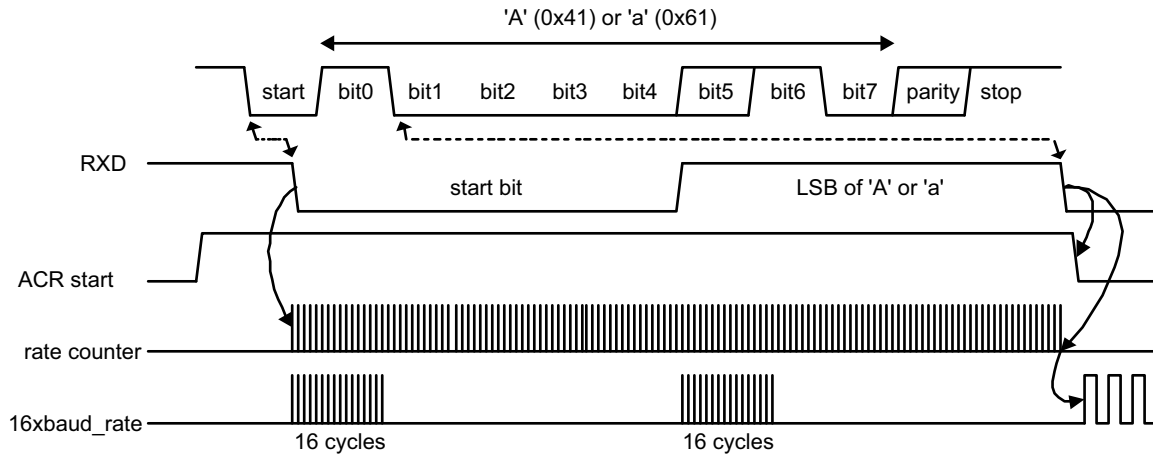 'A' (0x41) or 'a' (0x61)
start bit0 bit1 bit2 bit3 bit4 bit5 bit6 bit7 parity stop
RXD
start bit LSB of 'A' or 'a'
ACR start
rate counter
16xbaud_rate
16 cycles 16 cycles